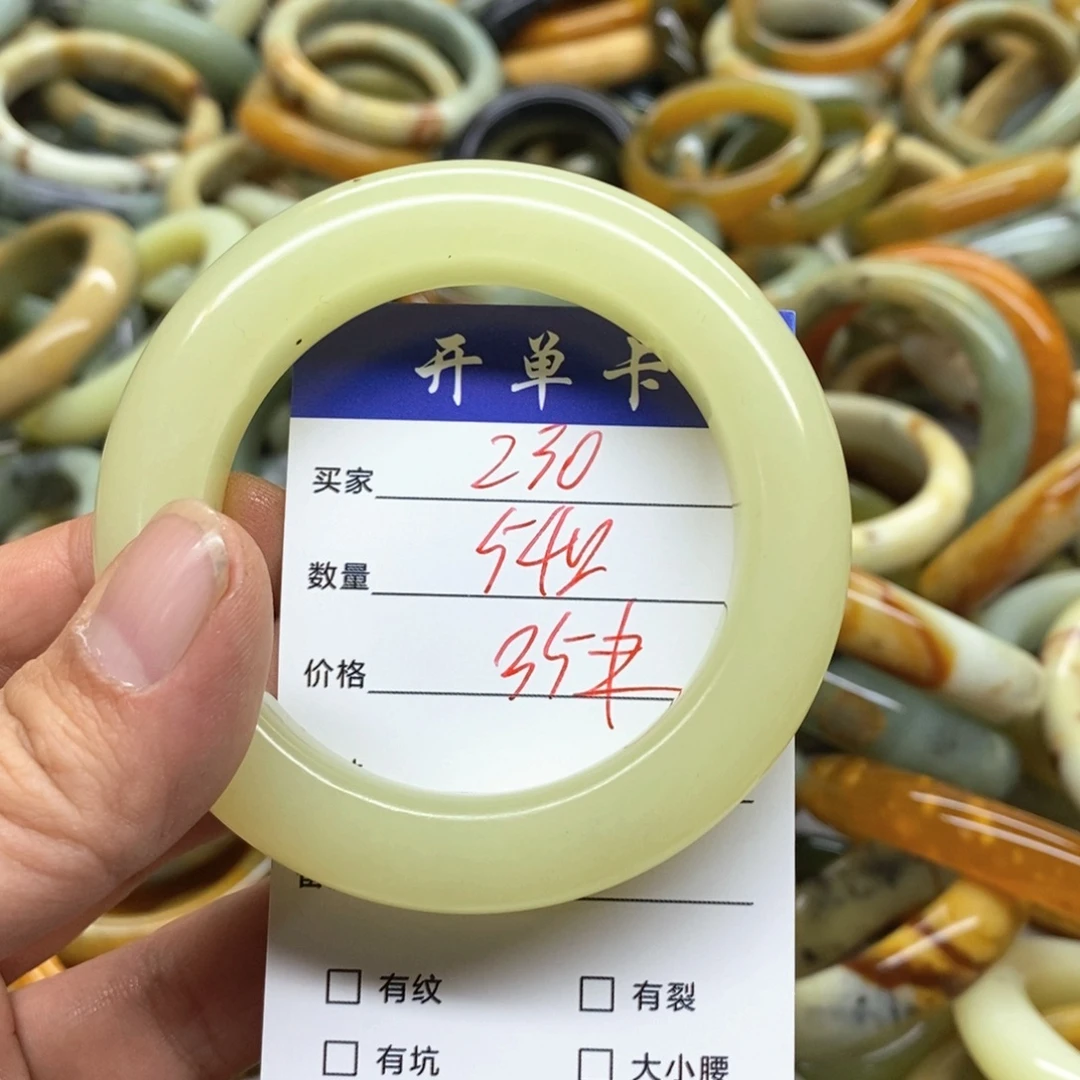 开单卡
买家 230
数量 542
价格 35
有纹 有裂
有坑 大小腰